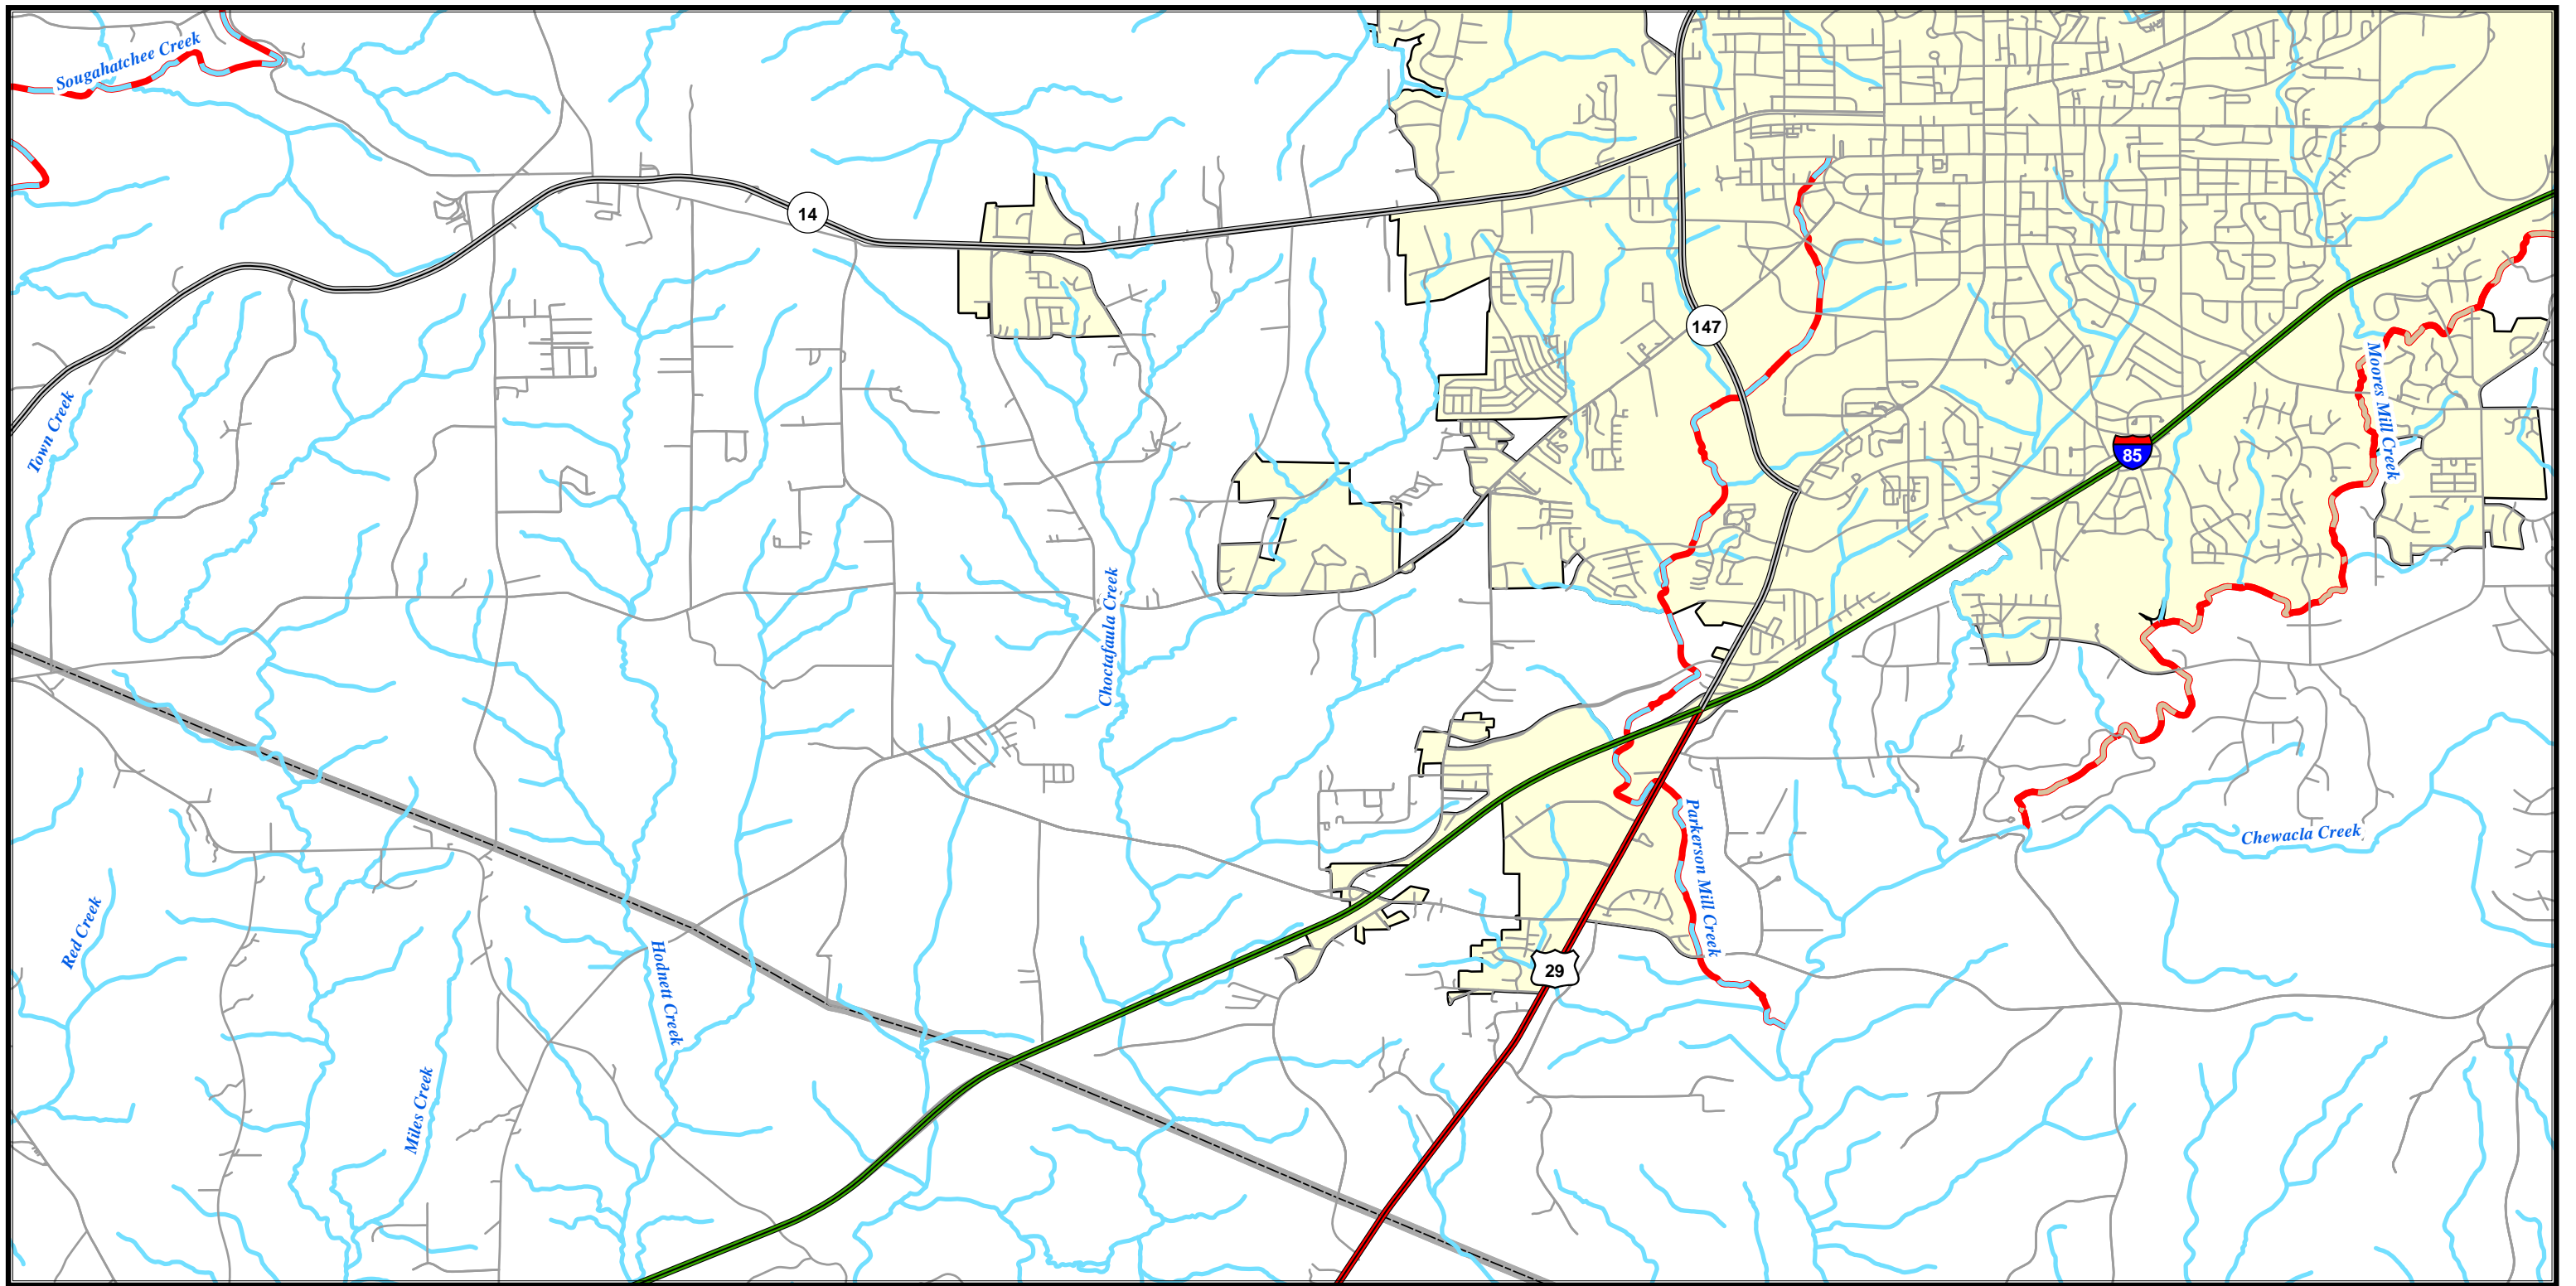 Sougahatchee Creek
14
147
Town Creek
Moores Mill Creek
85
Choctafaula Creek
Parkerson Mill Creek
Chewacla Creek
Red Creek
Hodnett Creek
29
Miles Creek